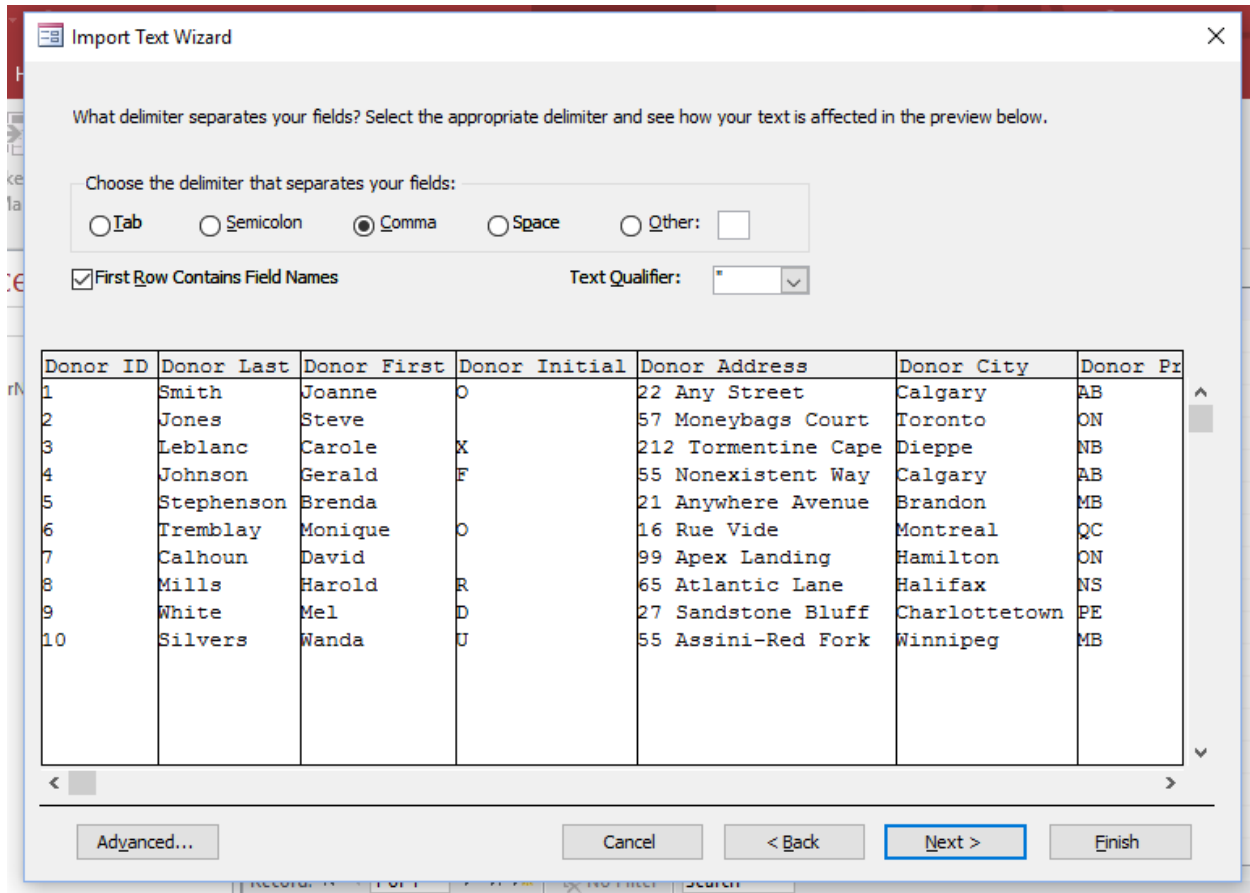 Import Text Wizard
What delimiter separates your fields? Select the appropriate delimiter and see how your text is affected in the preview below.
Choose the delimiter that separates your fields:
Tab Semicolon Comma Space Other:
First Row Contains Field Names Text Qualifier: "
Donor ID Donor Last Donor First Donor Initial Donor Address Donor City Donor Pr
1 Smith Joanne O 22 Any Street Calgary AB
2 Jones Steve 57 Moneybags Court Toronto ON
3 Leblanc Carole X 212 Tormentine Cape Dieppe NB
4 Johnson Gerald F 55 Nonexistent Way Calgary AB
5 Stephenson Brenda 21 Anywhere Avenue Brandon MB
6 Tremblay Monique O 16 Rue Vide Montreal QC
7 Calhoun David 99 Apex Landing Hamilton ON
8 Mills Harold R 65 Atlantic Lane Halifax NS
9 White Mel D 27 Sandstone Bluff Charlottetown PE
10 Silvers Wanda U 55 Assini-Red Fork Winnipeg MB
Advanced... Cancel < Back Next > Finish
Record: 1 of 1 No Filter Search